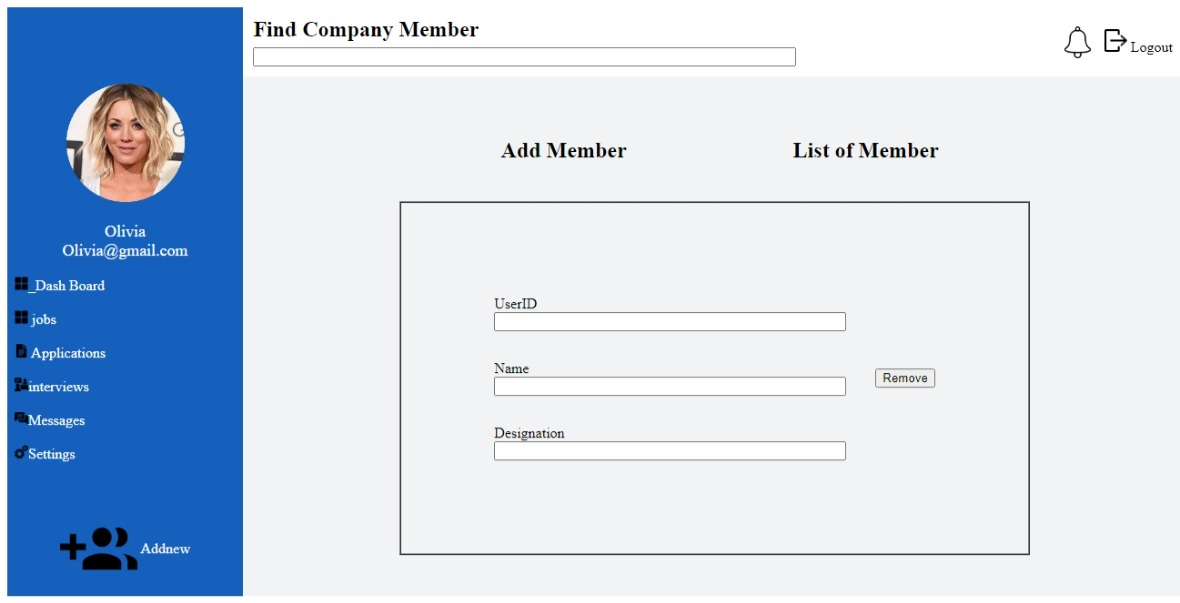 Find Company Member
Logout
Olivia
Olivia@gmail.com
_Dash Board
jobs
Applications
interviews
Messages
Settings
Addnew
Add Member
List of Member
UserID
Name
Remove
Designation